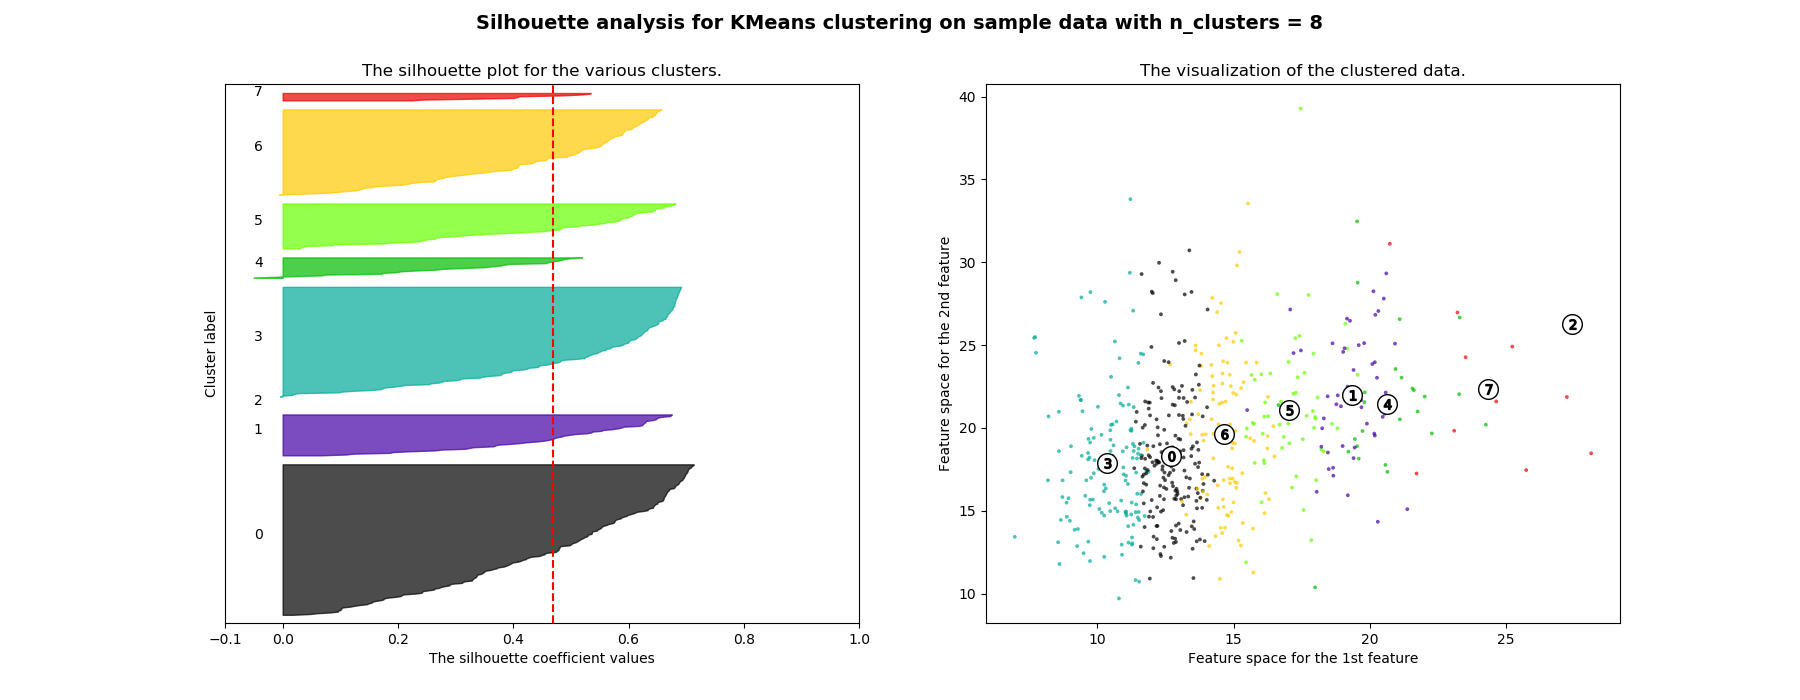 Silhouette analysis for KMeans clustering on sample data with n_clusters = 8
The silhouette plot for the various clusters.
7
6
5
4
3
2
1
0
Cluster label
−0.1 0.0 0.2 0.4 0.6 0.8 1.0
The silhouette coefficient values
The visualization of the clustered data.
40
35
30
25
20
15
10
Feature space for the 2nd feature
2
7
1
4
5
6
0
3
10 15 20 25
Feature space for the 1st feature